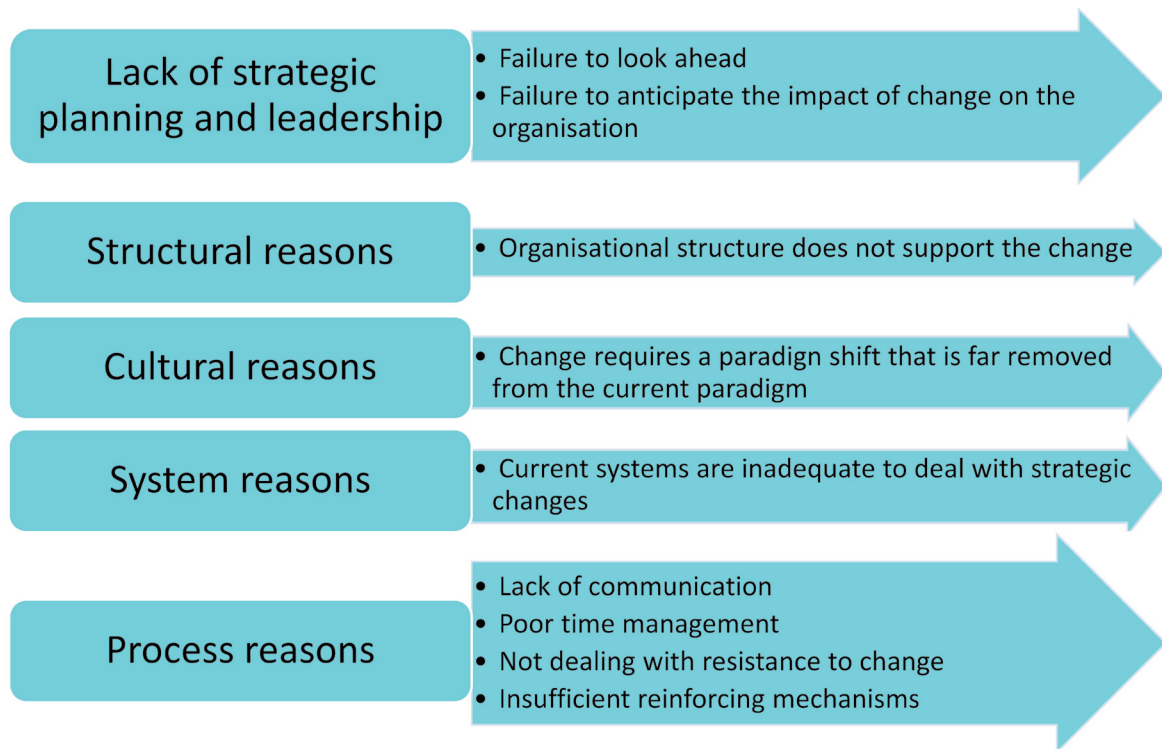 Lack of strategic
planning and leadership
• Failure to look ahead
• Failure to anticipate the impact of change on the
organisation
Structural reasons
• Organisational structure does not support the change
Cultural reasons
• Change requires a paradign shift that is far removed
from the current paradigm
System reasons
• Current systems are inadequate to deal with strategic
changes
Process reasons
• Lack of communication
• Poor time management
• Not dealing with resistance to change
• Insufficient reinforcing mechanisms